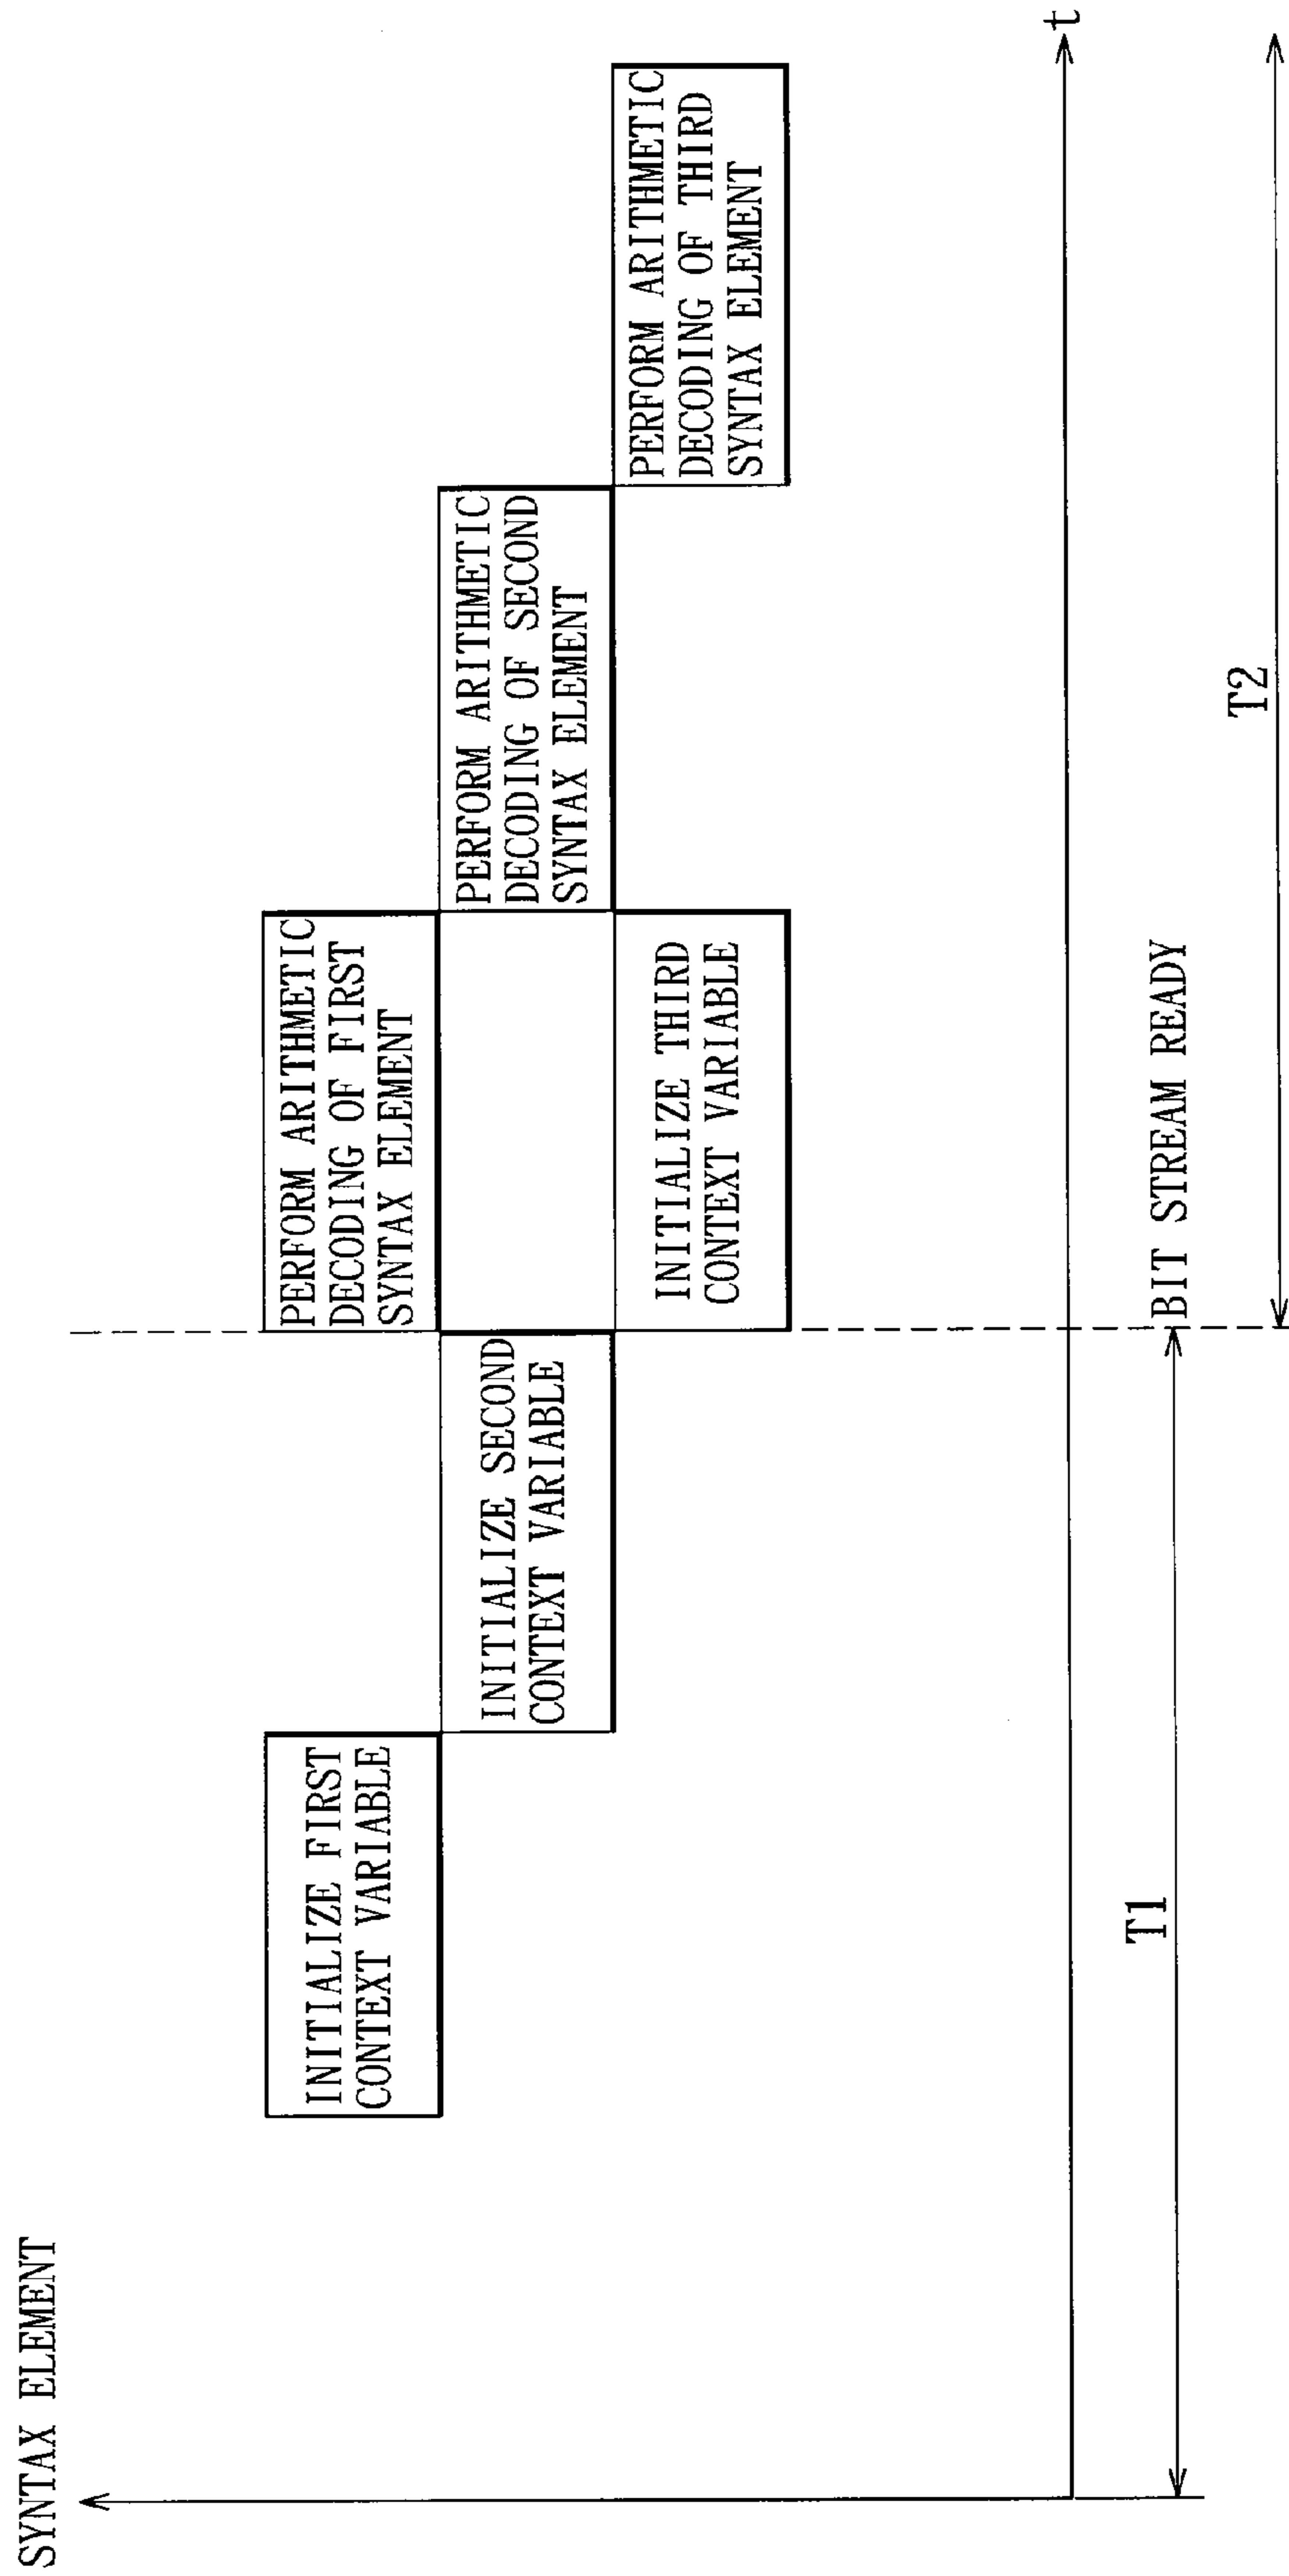 SYNTAX ELEMENT
INITIALIZE FIRST
CONTEXT VARIABLE
PERFORM ARITHMETIC
DECODING OF FIRST
SYNTAX ELEMENT
INITIALIZE SECOND
CONTEXT VARIABLE
PERFORM ARITHMETIC
DECODING OF SECOND
SYNTAX ELEMENT
INITIALIZE THIRD
CONTEXT VARIABLE
PERFORM ARITHMETIC
DECODING OF THIRD
SYNTAX ELEMENT
t
T1
BIT STREAM READY
T2